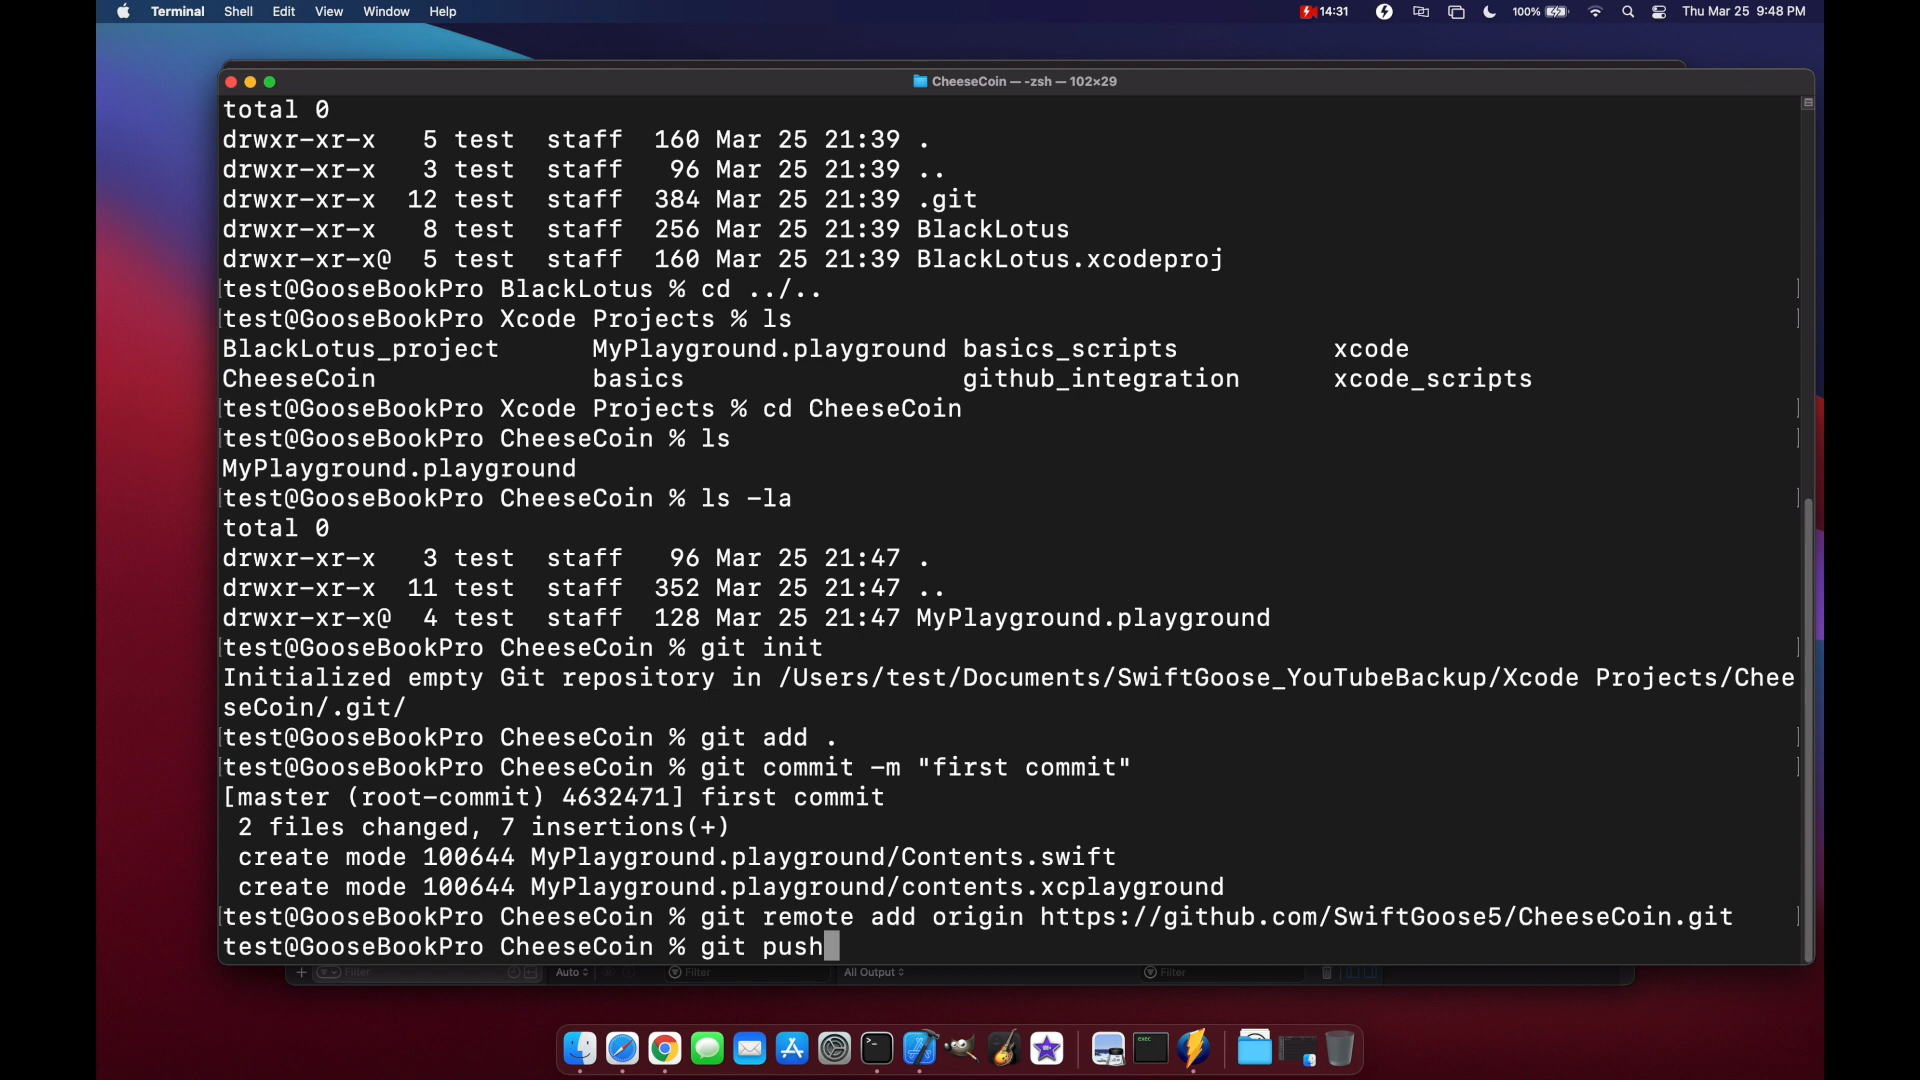 Terminal Shell Edit View Window Help 14:31 100% Thu Mar 25 9:48 PM
CheeseCoin — -zsh — 102×29
total 0
drwxr-xr-x 5 test staff 160 Mar 25 21:39 .
drwxr-xr-x 3 test staff 96 Mar 25 21:39 ..
drwxr-xr-x 12 test staff 384 Mar 25 21:39 .git
drwxr-xr-x 8 test staff 256 Mar 25 21:39 BlackLotus
drwxr-xr-x@ 5 test staff 160 Mar 25 21:39 BlackLotus.xcodeproj
[test@GooseBookPro BlackLotus % cd ../.. ]
[test@GooseBookPro Xcode Projects % ls ]
BlackLotus_project MyPlayground.playground basics_scripts xcode
CheeseCoin basics github_integration xcode_scripts
[test@GooseBookPro Xcode Projects % cd CheeseCoin ]
[test@GooseBookPro CheeseCoin % ls ]
MyPlayground.playground
[test@GooseBookPro CheeseCoin % ls -la ]
total 0
drwxr-xr-x 3 test staff 96 Mar 25 21:47 .
drwxr-xr-x 11 test staff 352 Mar 25 21:47 ..
drwxr-xr-x@ 4 test staff 128 Mar 25 21:47 MyPlayground.playground
[test@GooseBookPro CheeseCoin % git init ]
Initialized empty Git repository in /Users/test/Documents/SwiftGoose_YouTubeBackup/Xcode Projects/Chee
seCoin/.git/
[test@GooseBookPro CheeseCoin % git add . ]
[test@GooseBookPro CheeseCoin % git commit -m "first commit" ]
[master (root-commit) 4632471] first commit
2 files changed, 7 insertions(+)
create mode 100644 MyPlayground.playground/Contents.swift
create mode 100644 MyPlayground.playground/contents.xcplayground
[test@GooseBookPro CheeseCoin % git remote add origin https://github.com/SwiftGoose5/CheeseCoin.git ]
test@GooseBookPro CheeseCoin % git push
Filter Auto Filter All Output Filter
exec